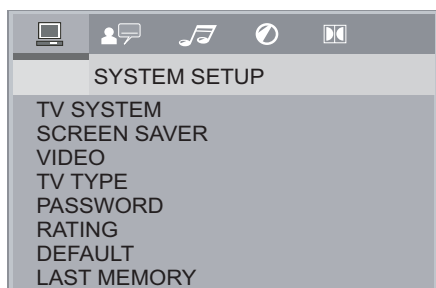 SYSTEM SETUP
TV SYSTEM
SCREEN SAVER
VIDEO
TV TYPE
PASSWORD
RATING
DEFAULT
LAST MEMORY